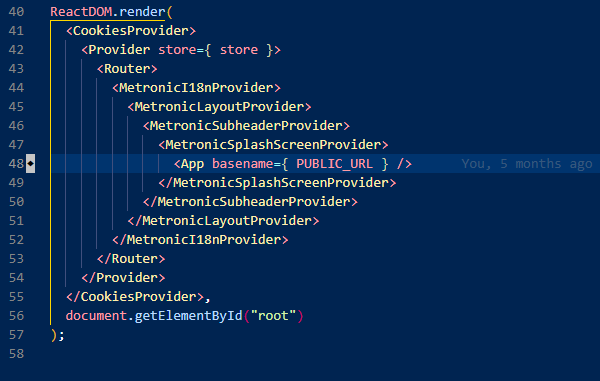 40 ReactDOM.render(
41   <CookiesProvider>
42     <Provider store={ store }>
43       <Router>
44         <MetronicI18nProvider>
45           <MetronicLayoutProvider>
46             <MetronicSubheaderProvider>
47               <MetronicSplashScreenProvider>
48                 <App basename={ PUBLIC_URL } />     You, 5 months ago
49               </MetronicSplashScreenProvider>
50             </MetronicSubheaderProvider>
51           </MetronicLayoutProvider>
52         </MetronicI18nProvider>
53       </Router>
54     </Provider>
55   </CookiesProvider>,
56   document.getElementById("root")
57 );
58